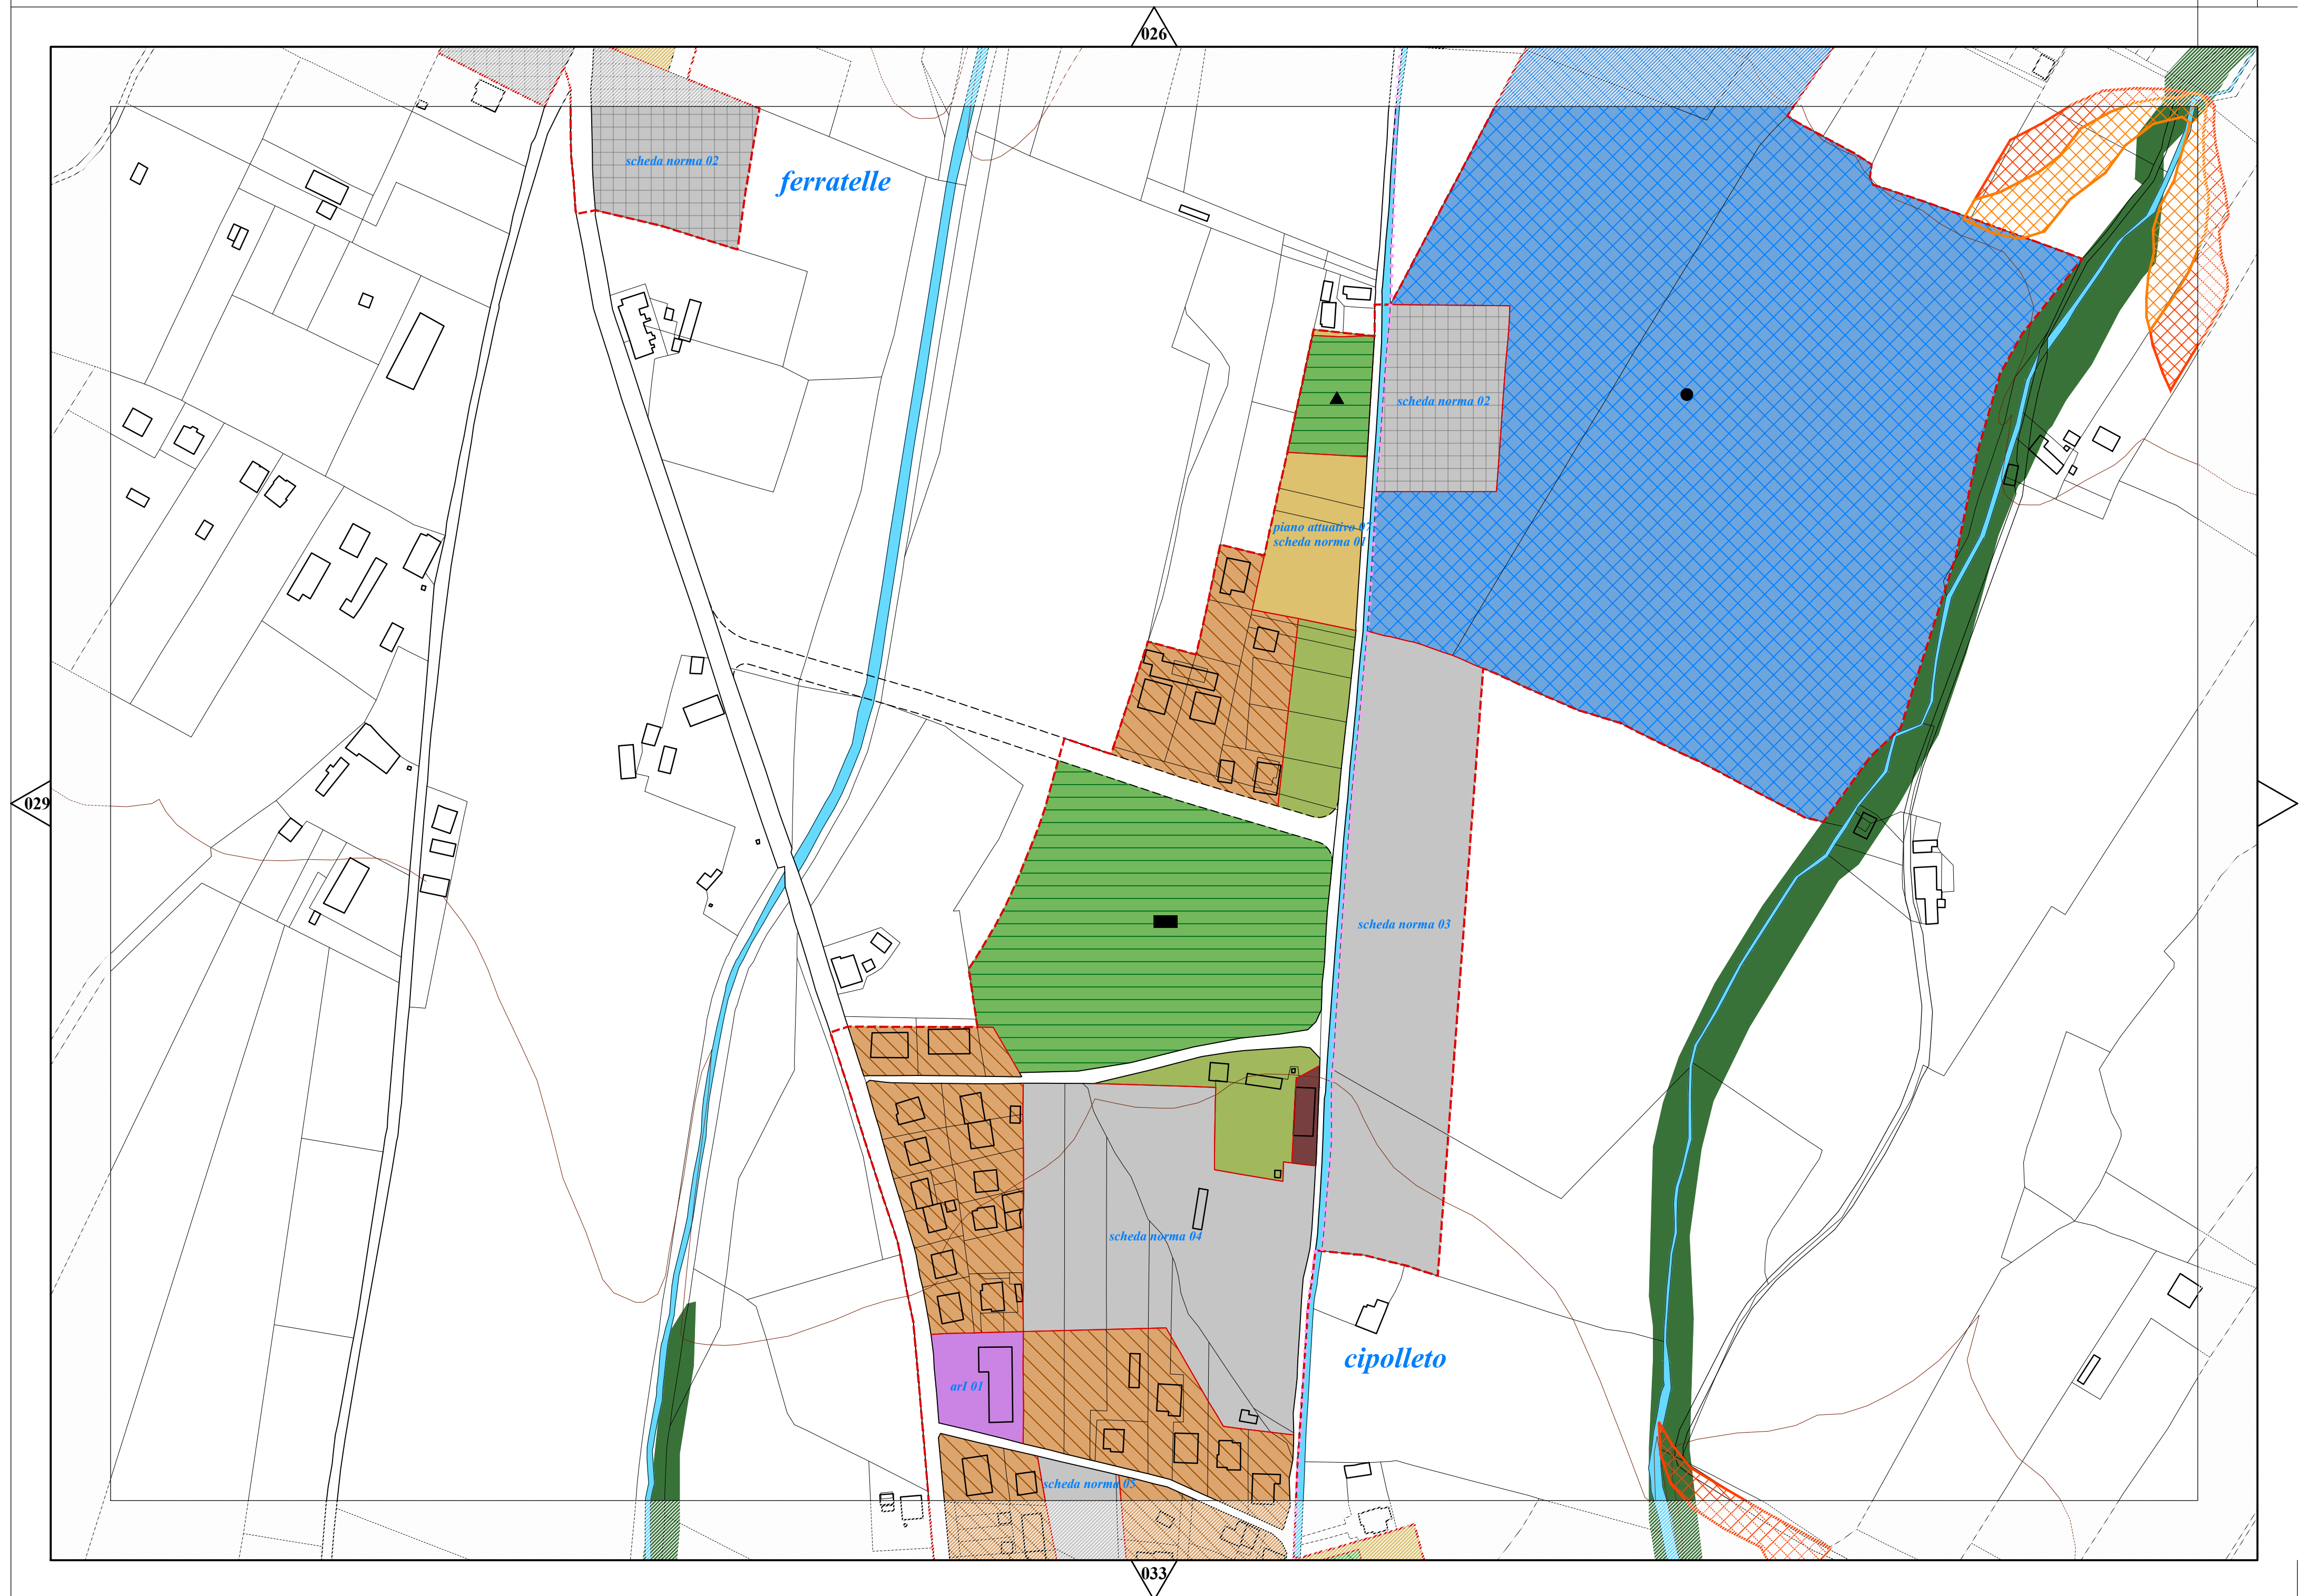 026
scheda norma 02
ferratelle
scheda norma 02
piano attuativo 07
scheda norma 01
029
scheda norma 03
scheda norma 04
cipolleto
arI 01
scheda norma 05
033